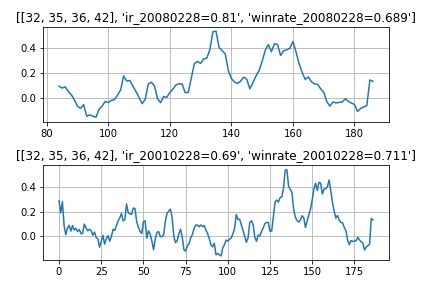 [[32, 35, 36, 42], 'ir_20080228=0.81', 'winrate_20080228=0.689']
0.4
0.2
0.0
80 100 120 140 160 180
[[32, 35, 36, 42], 'ir_20010228=0.69', 'winrate_20010228=0.711']
0.4
0.2
0.0
0 25 50 75 100 125 150 175